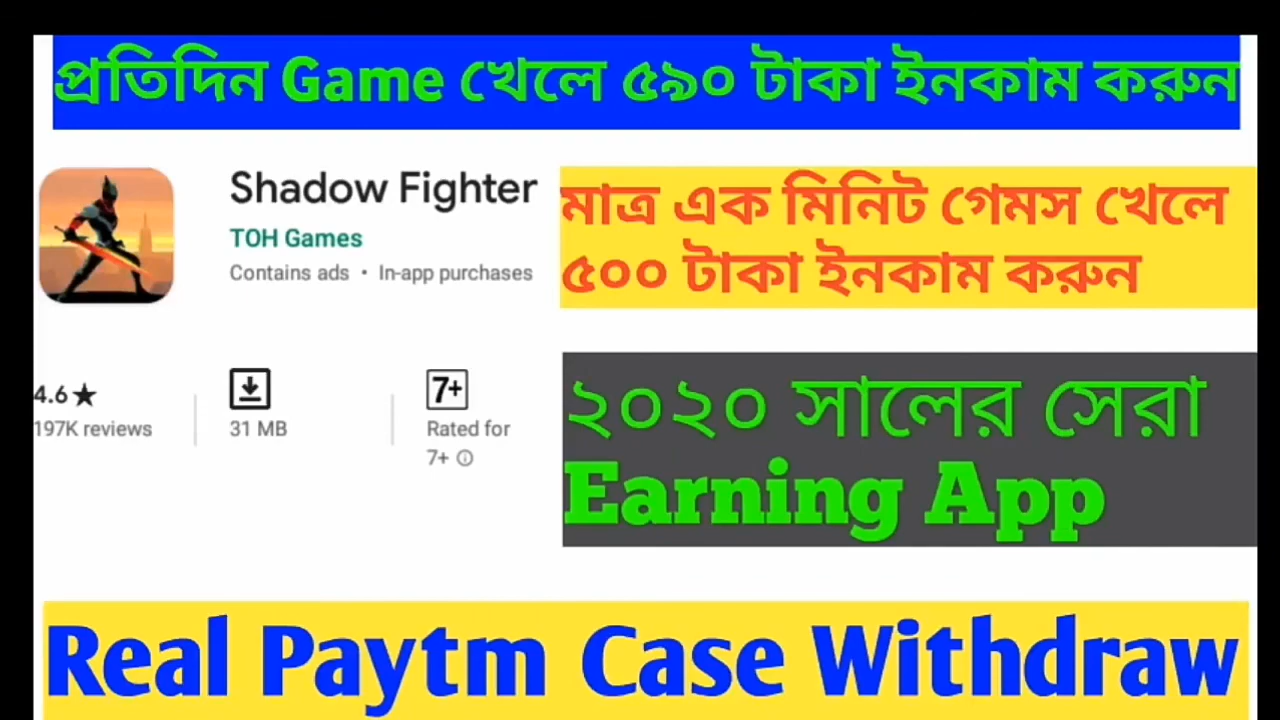 প্রতিদিন Game খেলে ৫৯০ টাকা ইনকাম করুন
Shadow Fighter
TOH Games
Contains ads • In-app purchases
মাত্র এক মিনিট গেমস খেলে
৫০০ টাকা ইনকাম করুন
4.6★
197K reviews
31 MB
7+
Rated for
7+
২০২০ সালের সেরা
Earning App
Real Paytm Case Withdraw